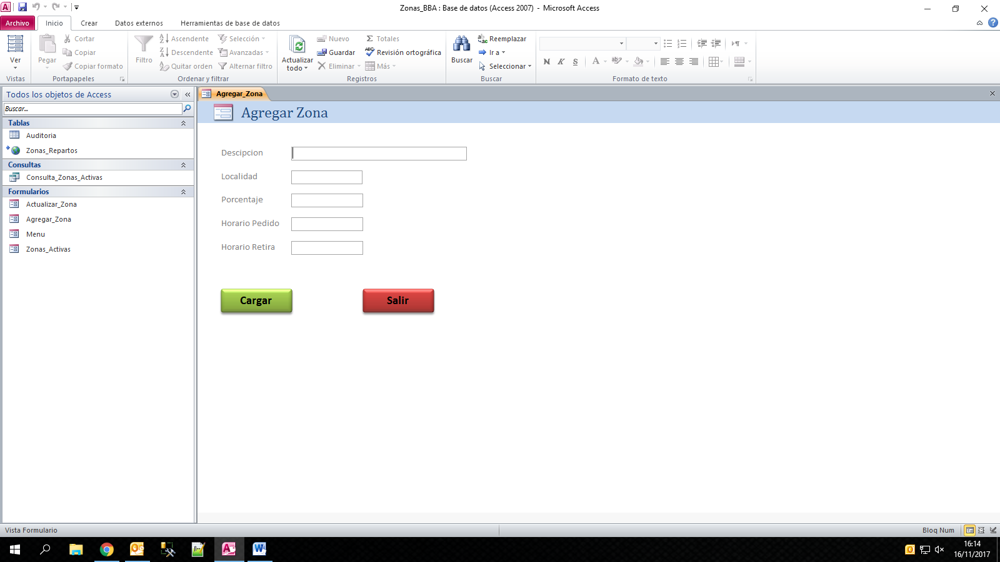 Zonas_BBA : Base de datos (Access 2007) - Microsoft Access
Archivo Inicio Crear Datos externos Herramientas de base de datos
Ver
Vistas
Pegar
Cortar
Copiar
Copiar formato
Portapapeles
Filtro
Ascendente
Descendente
Quitar orden
Selección
Avanzadas
Alternar filtro
Ordenar y filtrar
Actualizar
todo
Nuevo
Guardar
Eliminar
Totales
Revisión ortográfica
Más
Registros
Buscar
Reemplazar
Ir a
Seleccionar
Buscar
N K S
Formato de texto
Todos los objetos de Access
Buscar...
Tablas
Auditoria
Zonas_Repartos
Consultas
Consulta_Zonas_Activas
Formularios
Actualizar_Zona
Agregar_Zona
Menu
Zonas_Activas
Agregar_Zona
Agregar Zona
Descipcion
Localidad
Porcentaje
Horario Pedido
Horario Retira
Cargar Salir
Vista Formulario
Bloq Num
16:14
16/11/2017